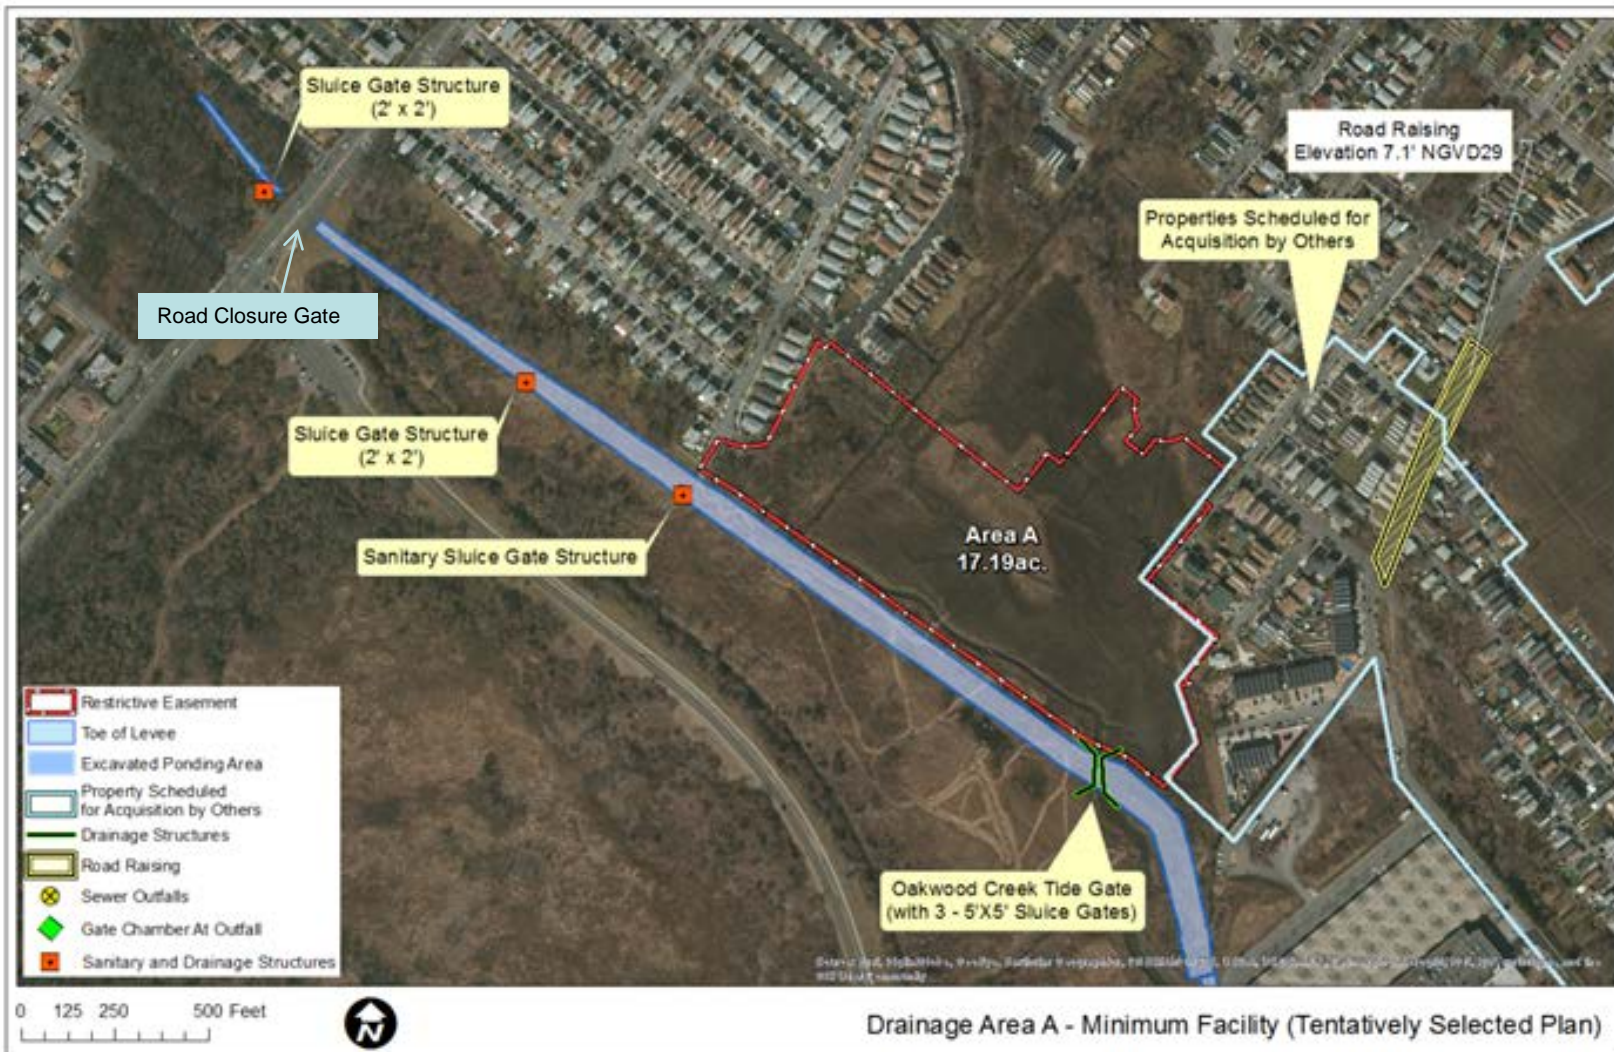 Sluice Gate Structure
(2' x 2')
Road Raising
Elevation 7.1' NGVD29
Properties Scheduled for
Acquisition by Others
Road Closure Gate
Sluice Gate Structure
(2' x 2')
Sanitary Sluice Gate Structure
Area A
17.19ac.
Oakwood Creek Tide Gate
(with 3 - 5'X5' Sluice Gates)
Restrictive Easement
Toe of Levee
Excavated Ponding Area
Property Scheduled
for Acquisition by Others
Drainage Structures
Road Raising
Sewer Outfalls
Gate Chamber At Outfall
Sanitary and Drainage Structures
0 125 250 500 Feet
N
Drainage Area A - Minimum Facility (Tentatively Selected Plan)